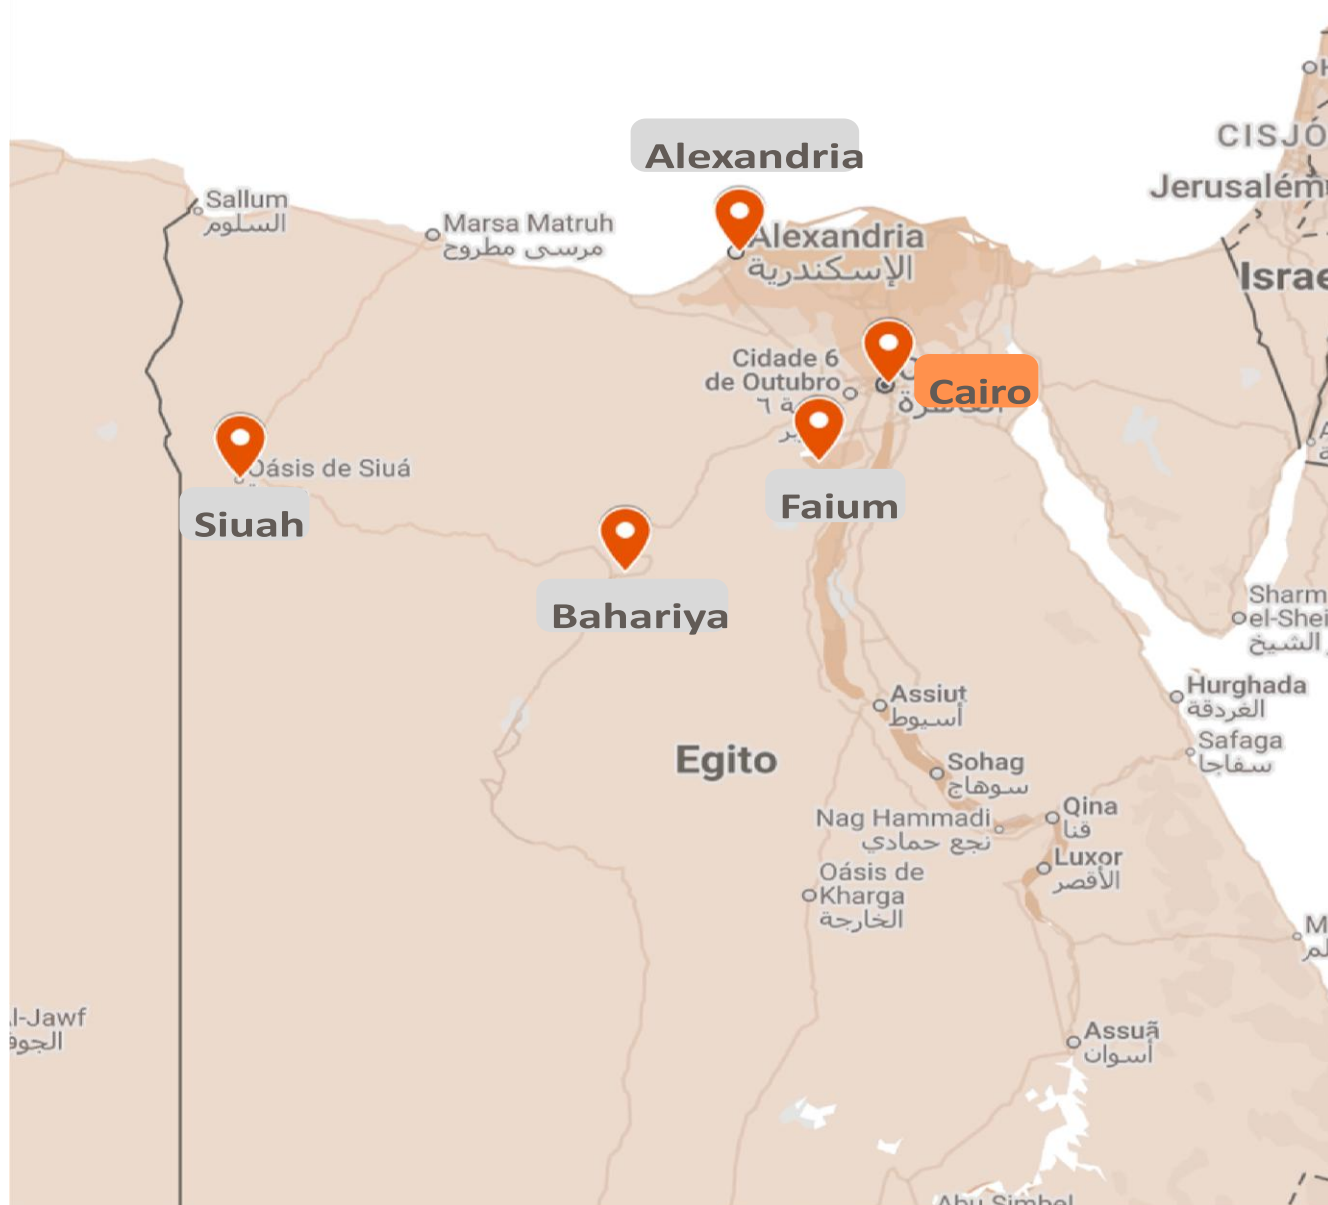 Alexandria
CISJÓ
Jerusalém
Sallum
السلوم
Marsa Matruh
مرسى مطروح
Alexandria
الإسكندرية
Israe
Cidade 6
de Outubro
Cairo
القاهرة
Oásis de Siuá
Siuah
Faium
Bahariya
Sharm
el-Shei
الشيخ
Hurghada
الغردقة
Assiut
أسيوط
Safaga
سفاجا
Egito
Sohag
سوهاج
Qina
قنا
Nag Hammadi
نجع حمادي
Luxor
الأقصر
Oásis de
Kharga
الخارجة
l-Jawf
الجوف
Assuã
أسوان
Abu Simbel